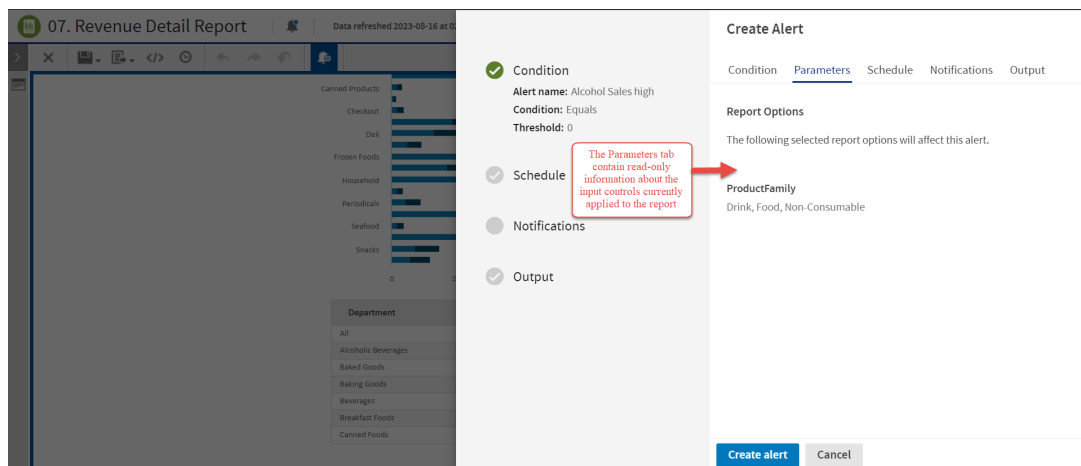 07. Revenue Detail Report
Data refreshed 2023-08-16 at 0
Canned Products
Checkout
Deli
Frozen Foods
Household
Periodicals
Seafood
Snacks
0
2
Department
All
Alcoholic Beverages
Baked Goods
Baking Goods
Beverages
Breakfast Foods
Canned Foods
Condition
Alert name: Alcohol Sales high
Condition: Equals
Threshold: 0
Schedule
Notifications
Output
The Parameters tab
contain read-only
information about the
input controls currently
applied to the report
Create Alert
Condition Parameters Schedule Notifications Output
Report Options
The following selected report options will affect this alert.
ProductFamily
Drink, Food, Non-Consumable
Create alert Cancel